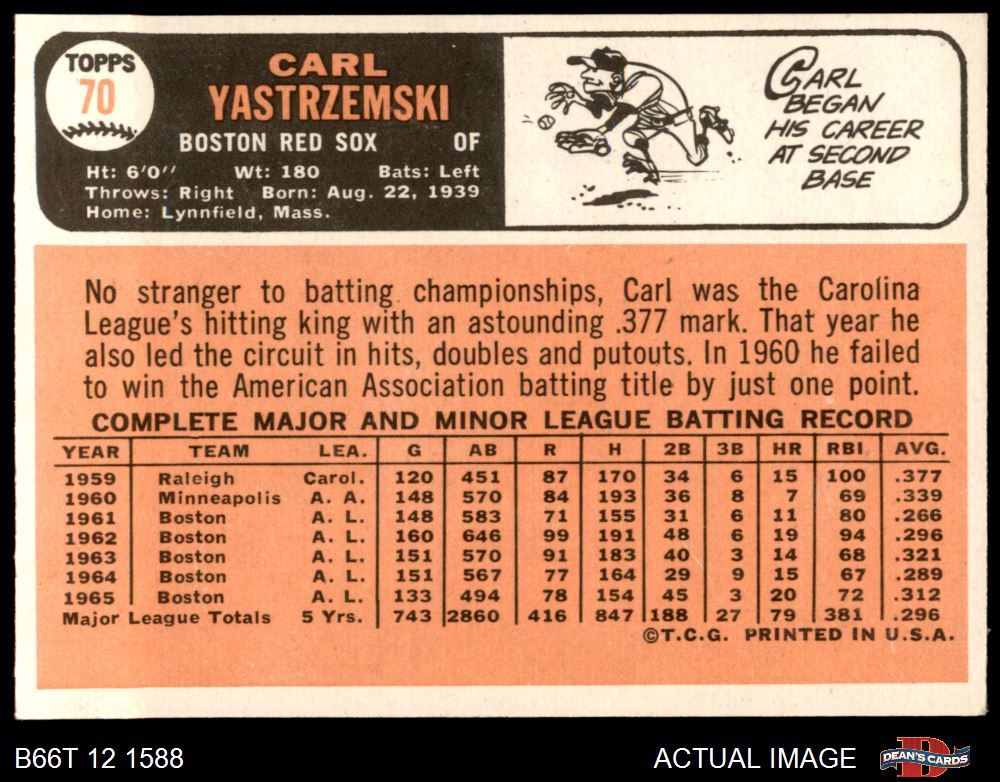 TOPPS
70
CARL
YASTRZEMSKI
BOSTON RED SOX OF
Ht: 6'0" Wt: 180 Bats: Left
Throws: Right Born: Aug. 22, 1939
Home: Lynnfield, Mass.
CARL
BEGAN
HIS CAREER
AT SECOND
BASE
No stranger to batting championships, Carl was the Carolina
League's hitting king with an astounding .377 mark. That year he
also led the circuit in hits, doubles and putouts. In 1960 he failed
to win the American Association batting title by just one point.
COMPLETE MAJOR AND MINOR LEAGUE BATTING RECORD
YEAR TEAM LEA. G AB R H 2B 3B HR RBI AVG.
1959 Raleigh Carol. 120 451 87 170 34 6 15 100 .377
1960 Minneapolis A. A. 148 570 84 193 36 8 7 69 .339
1961 Boston A. L. 148 583 71 155 31 6 11 80 .266
1962 Boston A. L. 160 646 99 191 48 6 19 94 .296
1963 Boston A. L. 151 570 91 183 40 3 14 68 .321
1964 Boston A. L. 151 567 77 164 29 9 15 67 .289
1965 Boston A. L. 133 494 78 154 45 3 20 72 .312
Major League Totals 5 Yrs. 743 2860 416 847 188 27 79 381 .296
©T.C.G. PRINTED IN U.S.A.
B66T 12 1588 ACTUAL IMAGE DEAN'S CARDS